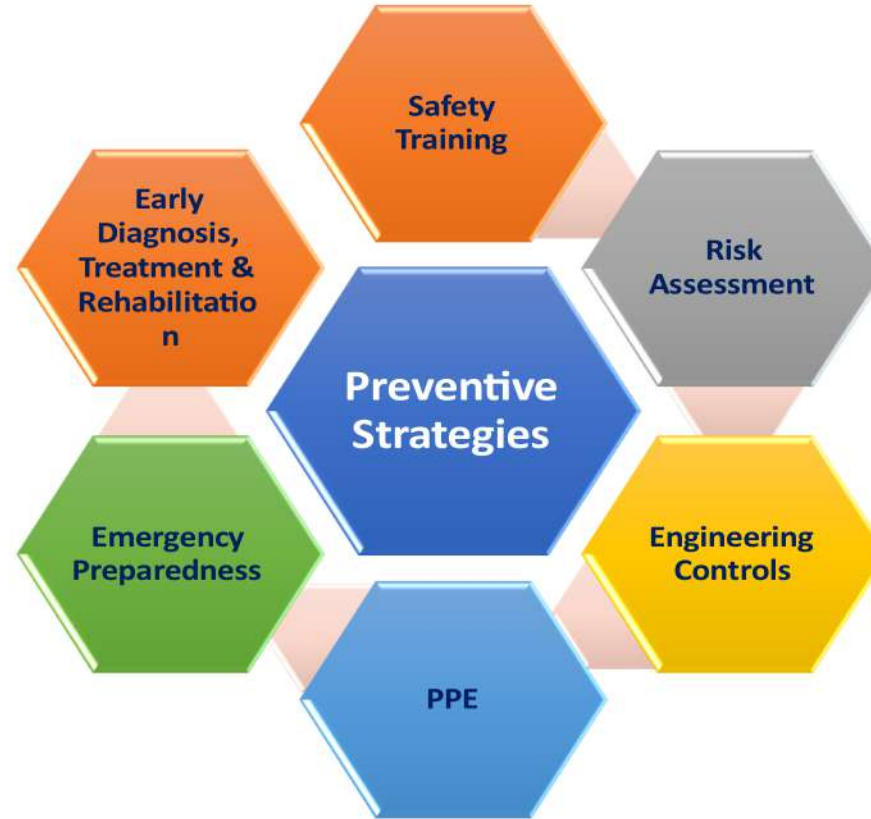 Safety
Training
Early
Diagnosis,
Treatment &
Rehabilitatio
n
Risk
Assessment
Preventive
Strategies
Emergency
Preparedness
Engineering
Controls
PPE